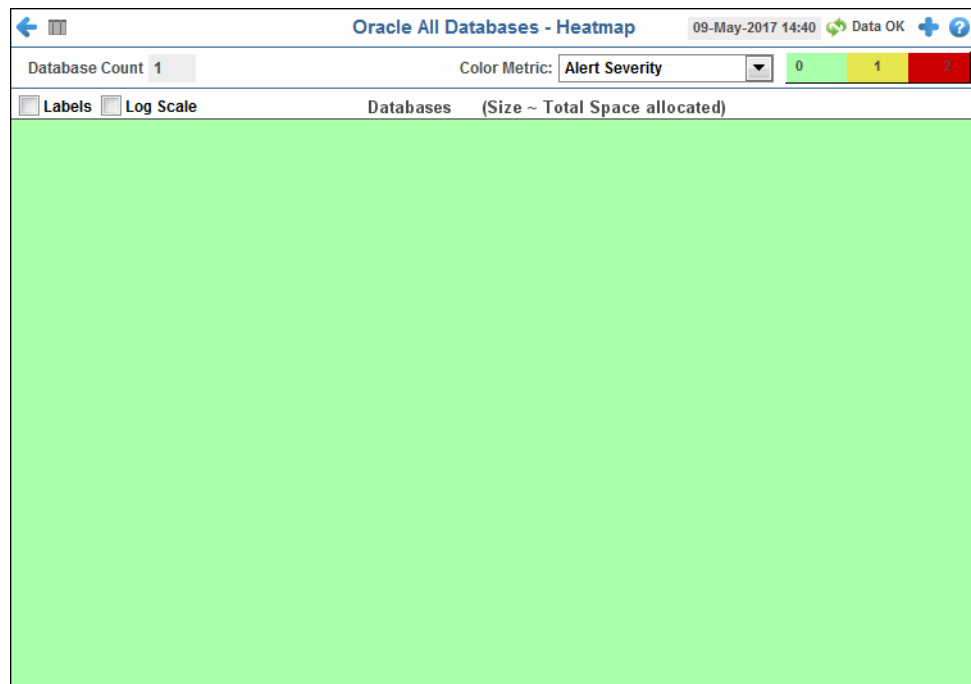 Oracle All Databases - Heatmap 09-May-2017 14:40 Data OK
Database Count 1 Color Metric: Alert Severity 0 1 2
Labels Log Scale Databases (Size ~ Total Space allocated)